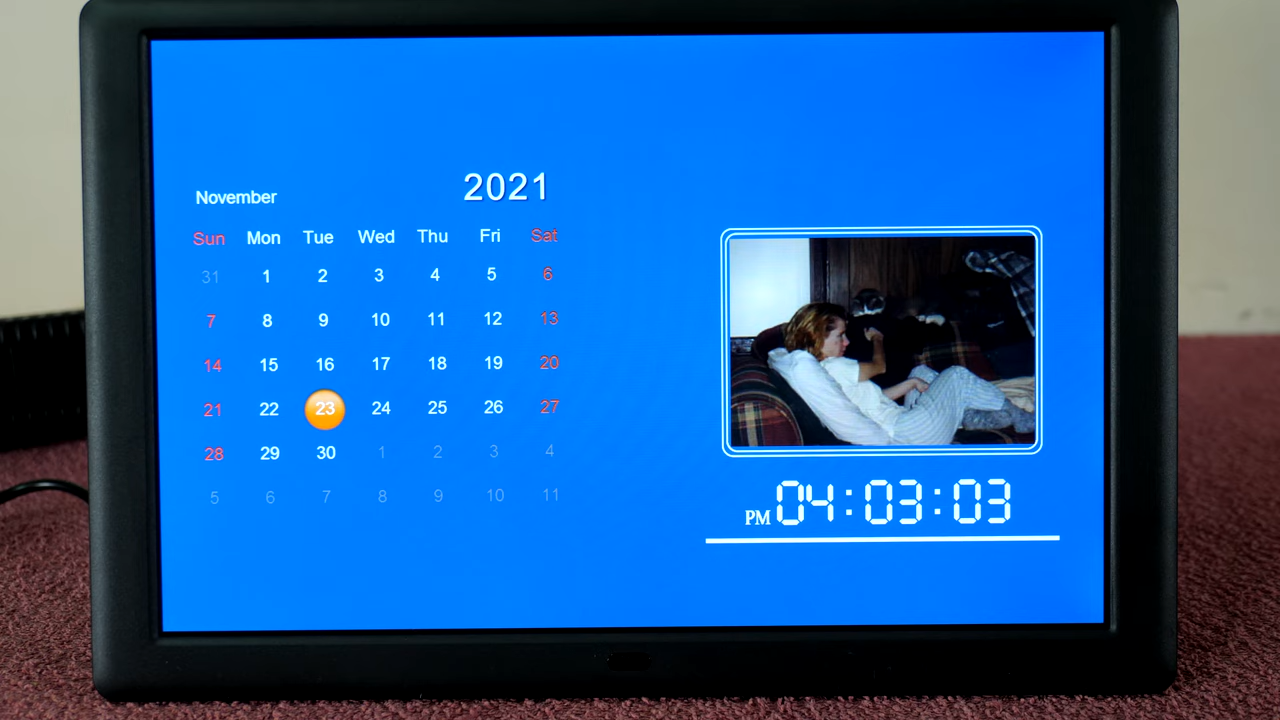 November 2021
Sun Mon Tue Wed Thu Fri Sat
31 1 2 3 4 5 6
7 8 9 10 11 12 13
14 15 16 17 18 19 20
21 22 23 24 25 26 27
28 29 30 1 2 3 4
5 6 7 8 9 10 11
PM 04:03:03